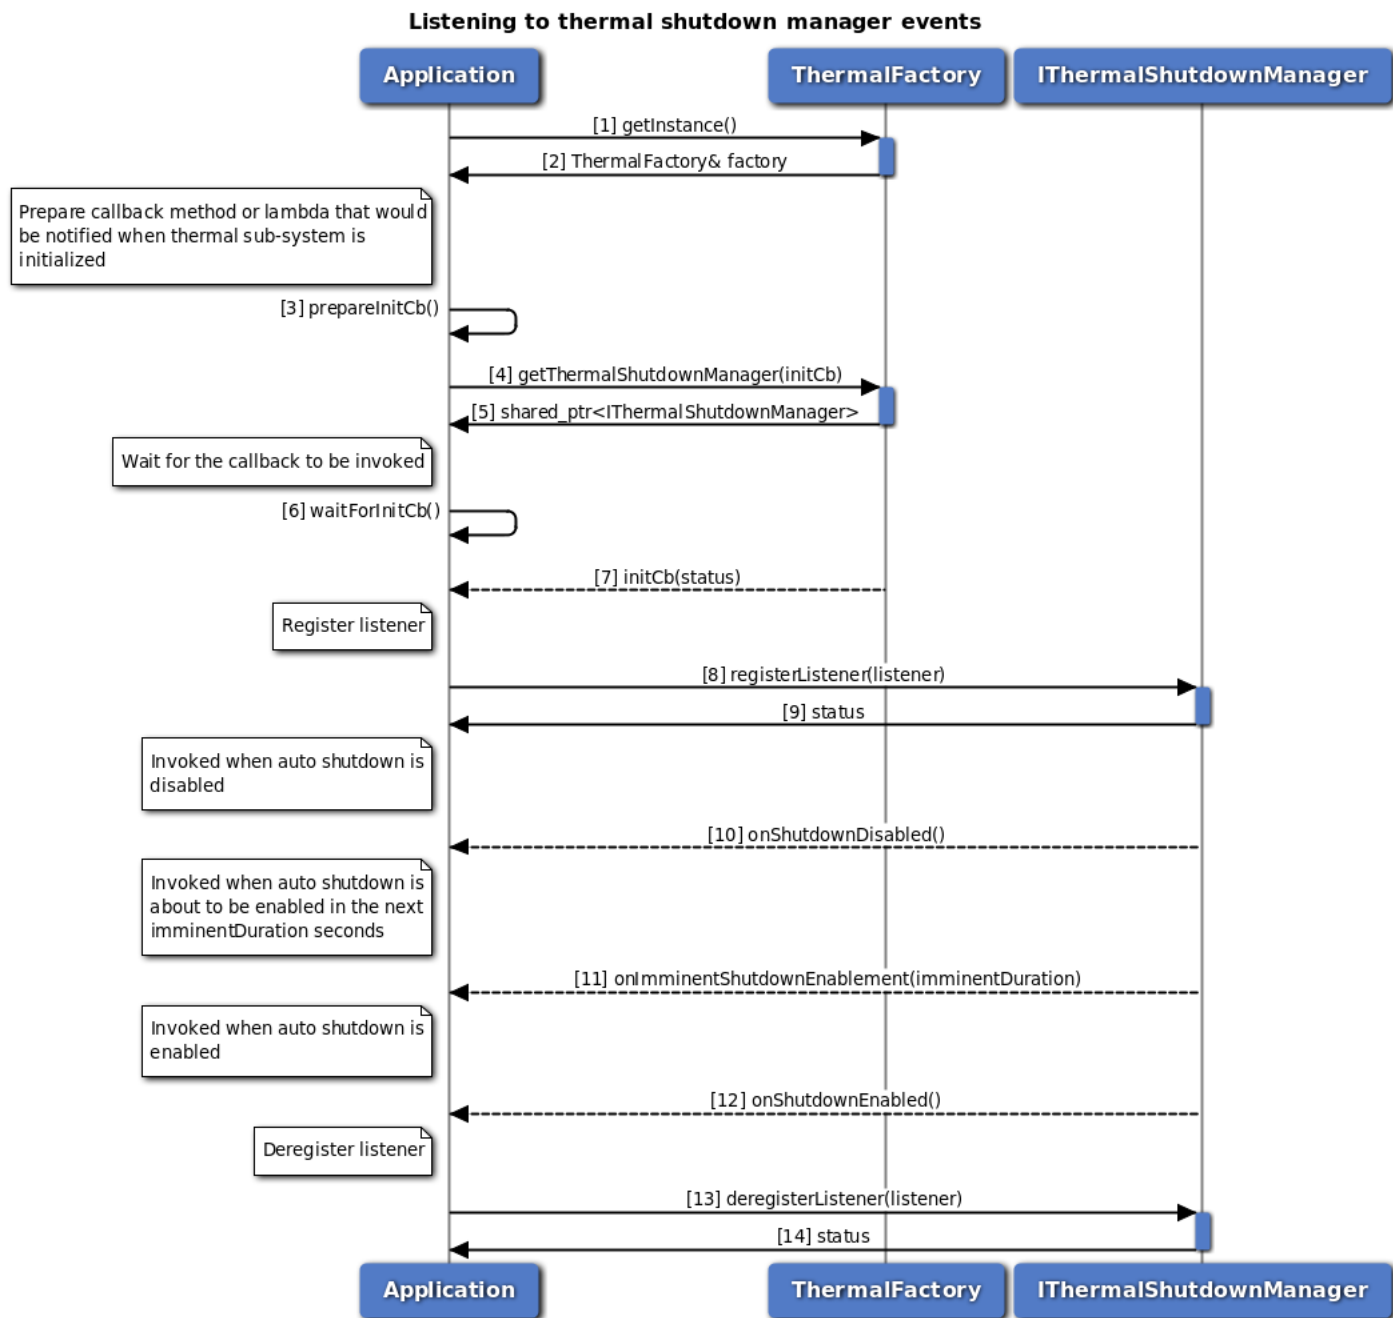 Listening to thermal shutdown manager events
Application
ThermalFactory
IThermalShutdownManager
[1] getInstance()
[2] ThermalFactory& factory
Prepare callback method or lambda that would
be notified when thermal sub-system is
initialized
[3] prepareInitCb()
[4] getThermalShutdownManager(initCb)
[5] shared_ptr<IThermalShutdownManager>
Wait for the callback to be invoked
[6] waitForInitCb()
[7] initCb(status)
Register listener
[8] registerListener(listener)
[9] status
Invoked when auto shutdown is
disabled
[10] onShutdownDisabled()
Invoked when auto shutdown is
about to be enabled in the next
imminentDuration seconds
[11] onImminentShutdownEnablement(imminentDuration)
Invoked when auto shutdown is
enabled
[12] onShutdownEnabled()
Deregister listener
[13] deregisterListener(listener)
[14] status
Application
ThermalFactory
IThermalShutdownManager